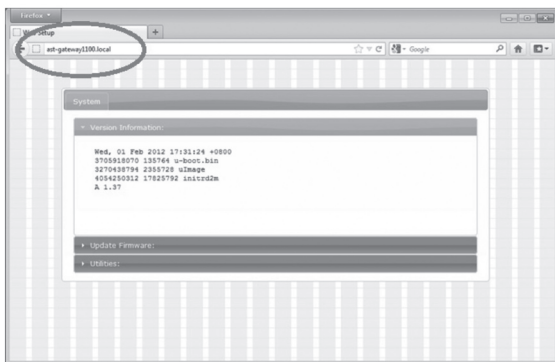 Firefox
Web Setup
ast-gateway1100.local
Google
System
Version Information:
Wed, 01 Feb 2012 17:31:24 +0800
3705918070 135764 u-boot.bin
3270438794 2355728 uImage
4054250312 17825792 initrd2m
A 1.37
Update Firmware:
Utilities: